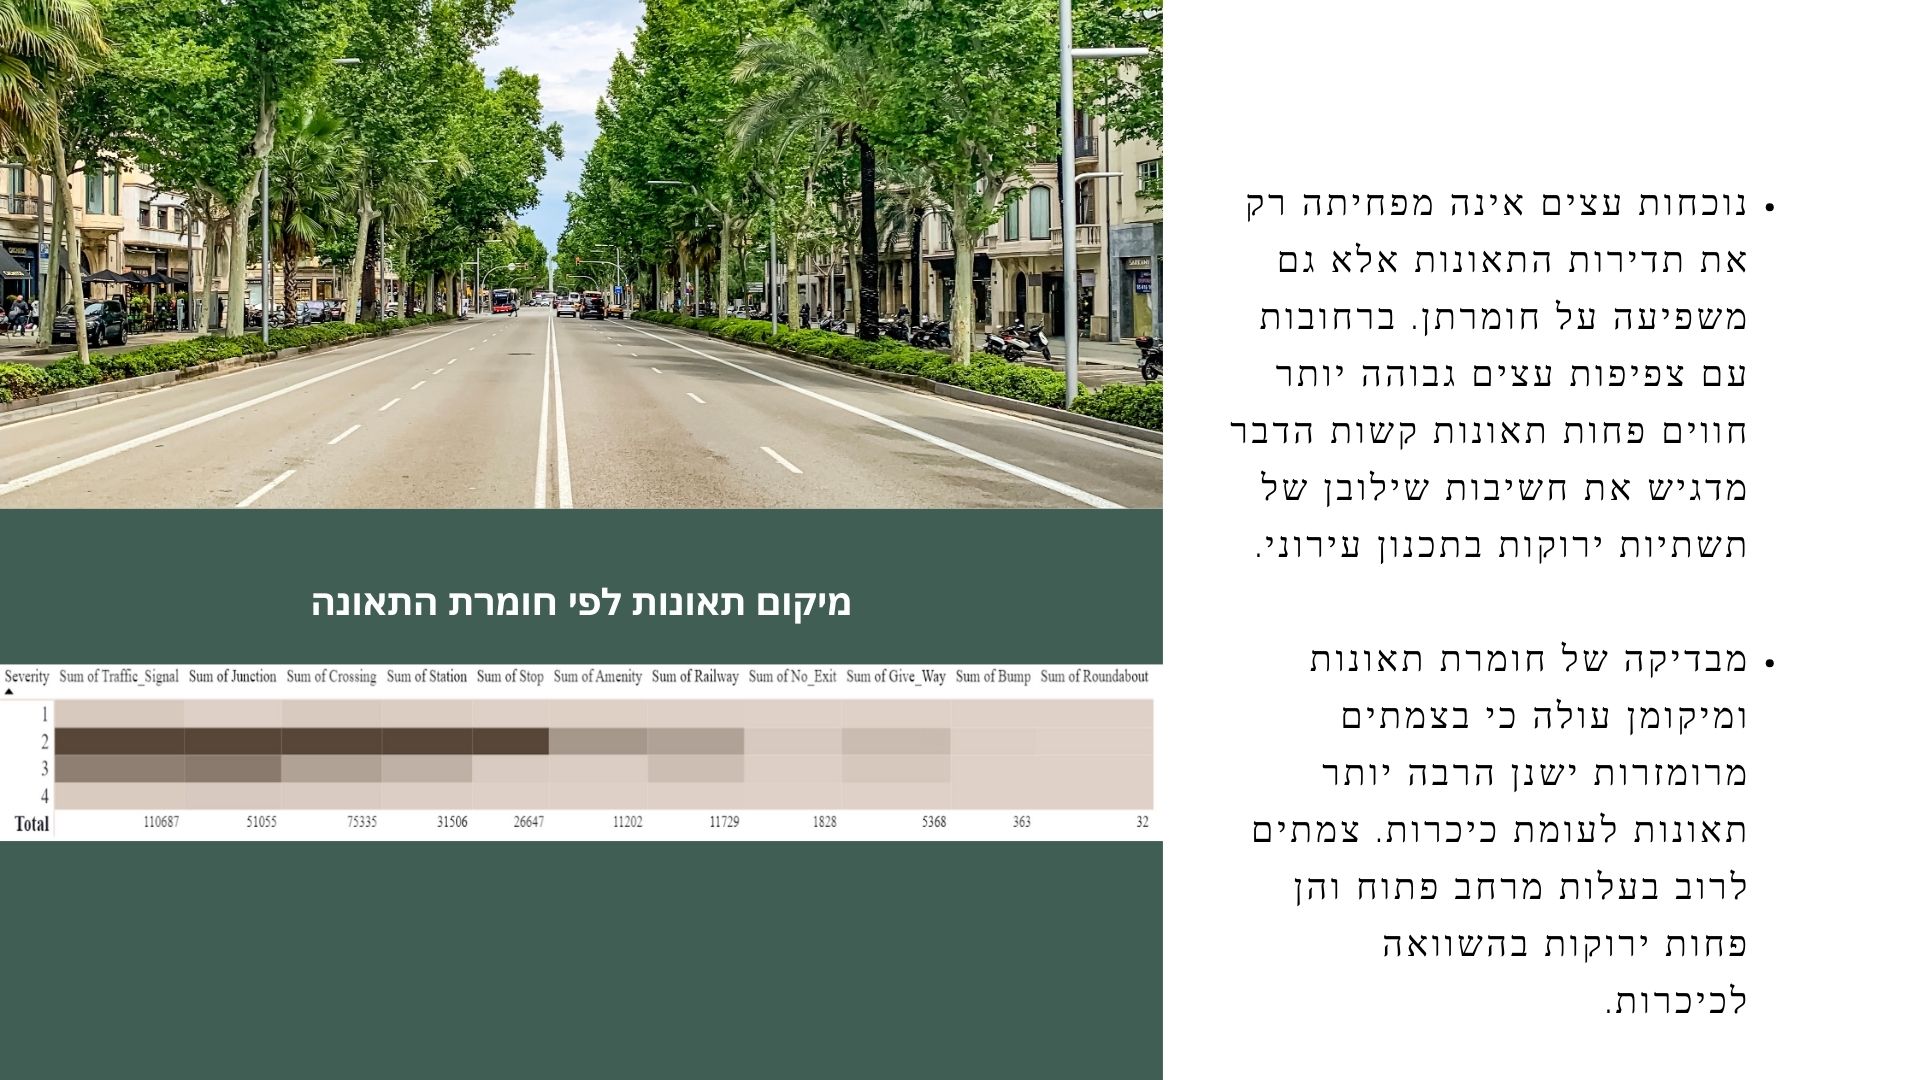 • נוכחות עצים אינה מפחיתה רק
את תדירות התאונות אלא גם
משפיעה על חומרתן. ברחובות
עם צפיפות עצים גבוהה יותר
חווים פחות תאונות קשות הדבר
מדגיש את חשיבות שילובן של
תשתיות ירוקות בתכנון עירוני.
• מבדיקה של חומרת תאונות
ומיקומן עולה כי בצמתים
מרומזרות ישנן הרבה יותר
תאונות לעומת כיכרות. צמתים
לרוב בעלות מרחב פתוח והן
פחות ירוקות בהשוואה
לכיכרות.
מיקום תאונות לפי חומרת התאונה
Severity Sum of Traffic_Signal Sum of Junction Sum of Crossing Sum of Station Sum of Stop Sum of Amenity Sum of Railway Sum of No_Exit Sum of Give_Way Sum of Bump Sum of Roundabout
1
2
3
4
Total 110687 51055 75335 31506 26647 11202 11729 1828 5368 363 32